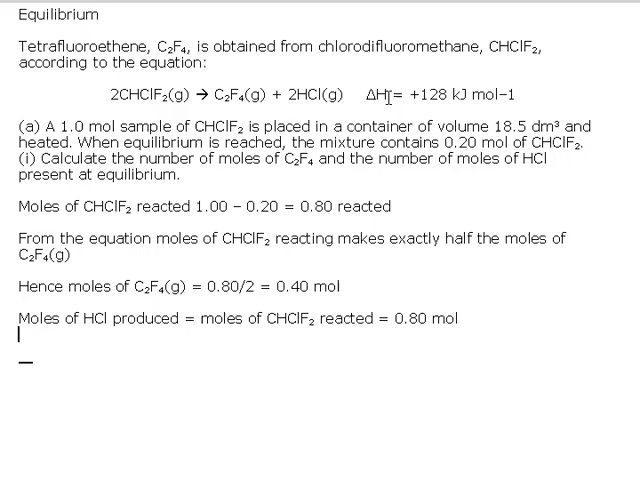 Equilibrium
Tetrafluoroethene, C₂F₄, is obtained from chlorodifluoromethane, CHClF₂,
according to the equation:
2CHClF₂(g) → C₂F₄(g) + 2HCl(g) ΔH = +128 kJ mol–1
(a) A 1.0 mol sample of CHClF₂ is placed in a container of volume 18.5 dm³ and
heated. When equilibrium is reached, the mixture contains 0.20 mol of CHClF₂.
(i) Calculate the number of moles of C₂F₄ and the number of moles of HCl
present at equilibrium.
Moles of CHClF₂ reacted 1.00 – 0.20 = 0.80 reacted
From the equation moles of CHClF₂ reacting makes exactly half the moles of
C₂F₄(g)
Hence moles of C₂F₄(g) = 0.80/2 = 0.40 mol
Moles of HCl produced = moles of CHClF₂ reacted = 0.80 mol